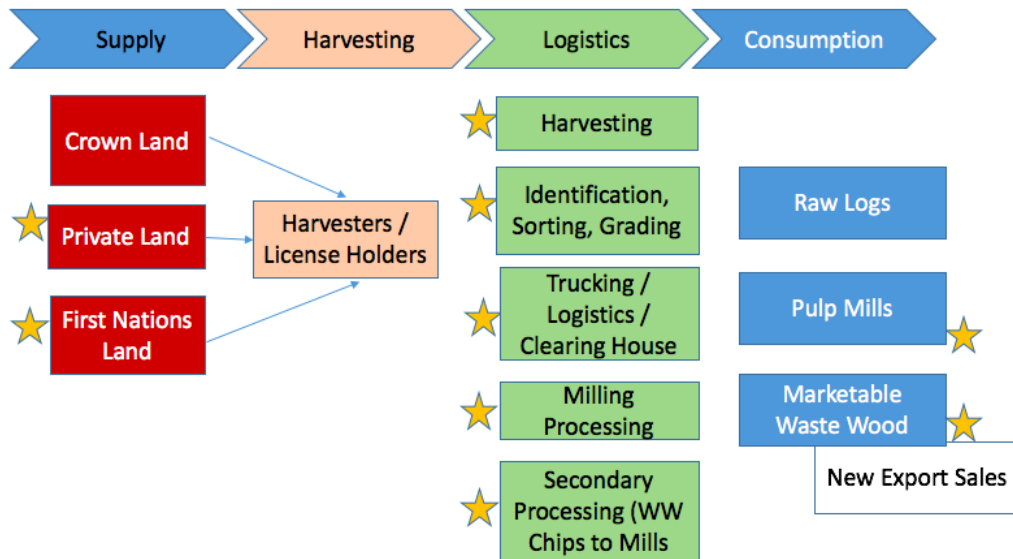 Supply
Harvesting
Logistics
Consumption
Crown Land
Private Land
First Nations
Land
Harvesters /
License Holders
Harvesting
Identification,
Sorting, Grading
Trucking /
Logistics /
Clearing House
Milling
Processing
Secondary
Processing (WW
Chips to Mills
Raw Logs
Pulp Mills
Marketable
Waste Wood
New Export Sales